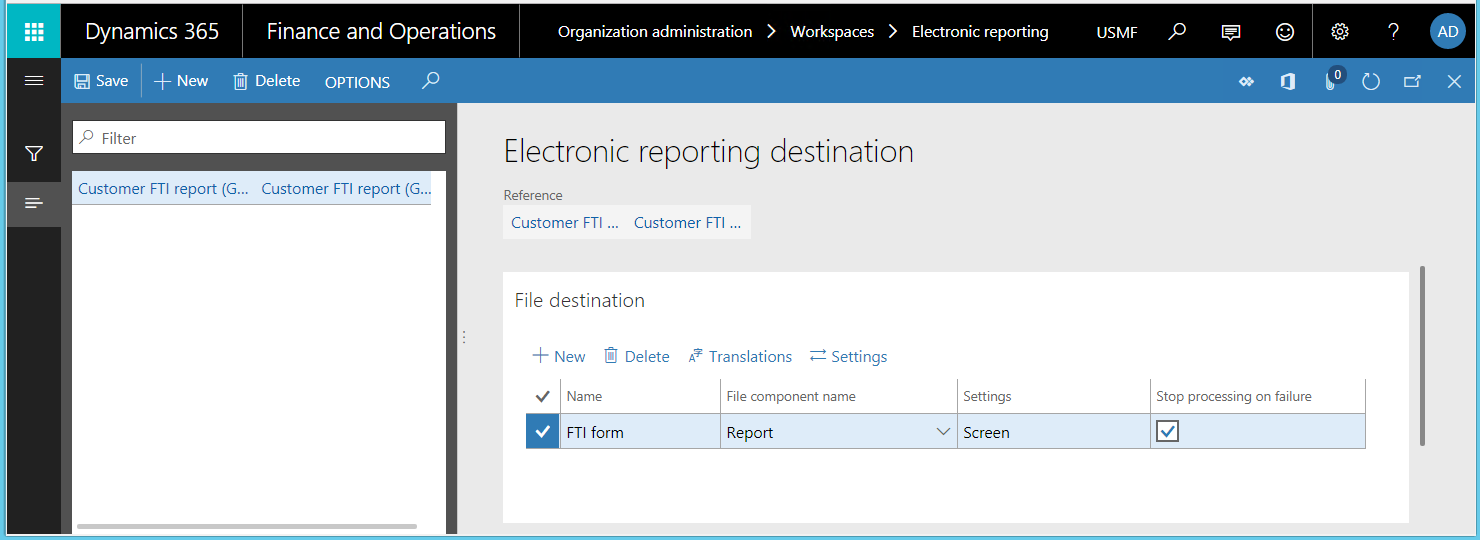 Dynamics 365 Finance and Operations Organization administration Workspaces Electronic reporting USMF ? AD
Save New Delete OPTIONS 0
Filter
Customer FTI report (G... Customer FTI report (G...
Electronic reporting destination
Reference
Customer FTI ... Customer FTI ...
File destination
New Delete Translations Settings
Name File component name Settings Stop processing on failure
FTI form Report Screen